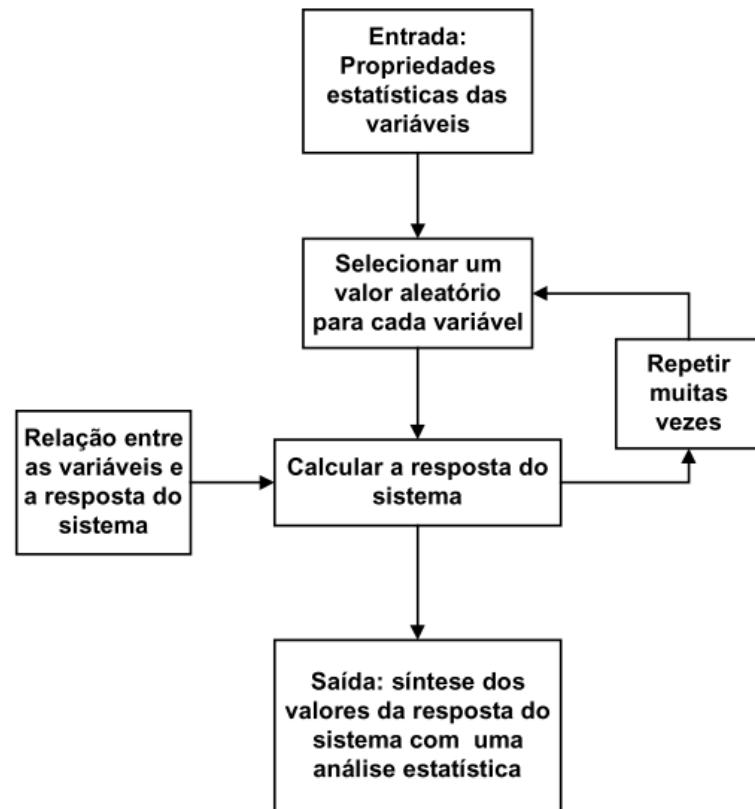 Entrada:
Propriedades
estatísticas das
variáveis
Selecionar um
valor aleatório
para cada variável
Repetir
muitas
vezes
Relação entre
as variáveis e
a resposta do
sistema
Calcular a resposta do
sistema
Saída: síntese dos
valores da resposta do
sistema com uma
análise estatística